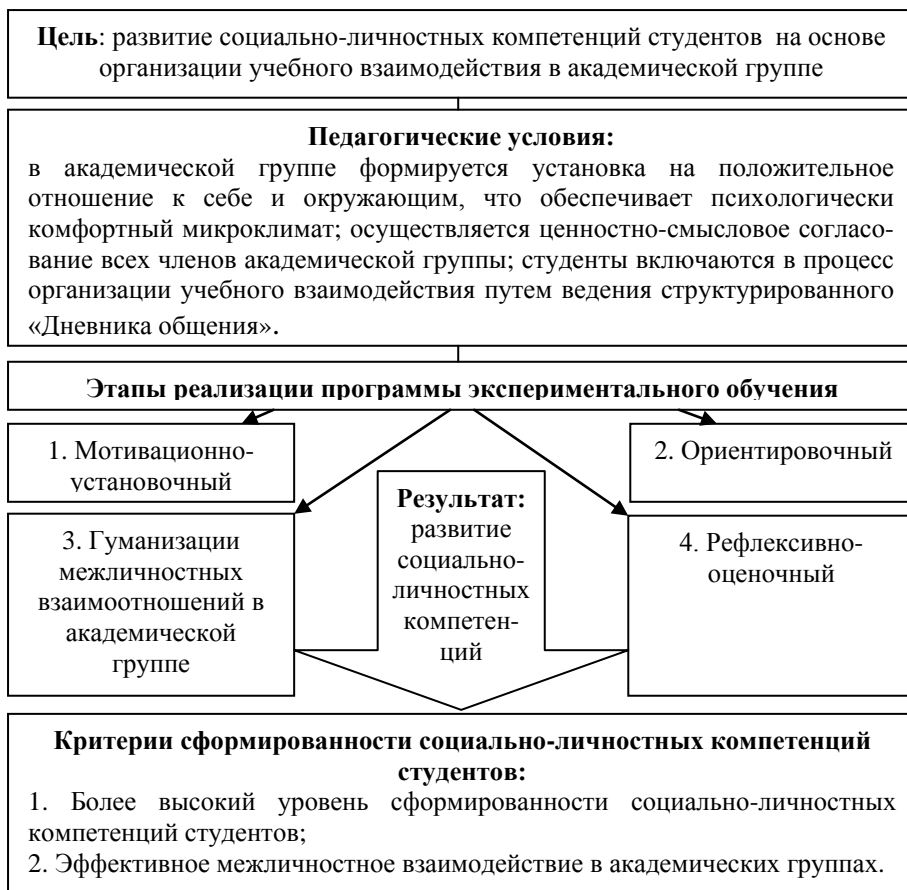 Цель: развитие социально-личностных компетенций студентов на основе
организации учебного взаимодействия в академической группе
Педагогические условия:
в академической группе формируется установка на положительное
отношение к себе и окружающим, что обеспечивает психологически
комфортный микроклимат; осуществляется ценностно-смысловое согласо-
вание всех членов академической группы; студенты включаются в процесс
организации учебного взаимодействия путем ведения структурированного
«Дневника общения».
Этапы реализации программы экспериментального обучения
1. Мотивационно-
установочный
2. Ориентировочный
3. Гуманизации
межличностных
взаимоотношений в
академической
группе
Результат:
развитие
социально-
личностных
компетен-
ций
4. Рефлексивно-
оценочный
Критерии сформированности социально-личностных компетенций
студентов:
1. Более высокий уровень сформированности социально-личностных
компетенций студентов;
2. Эффективное межличностное взаимодействие в академических группах.